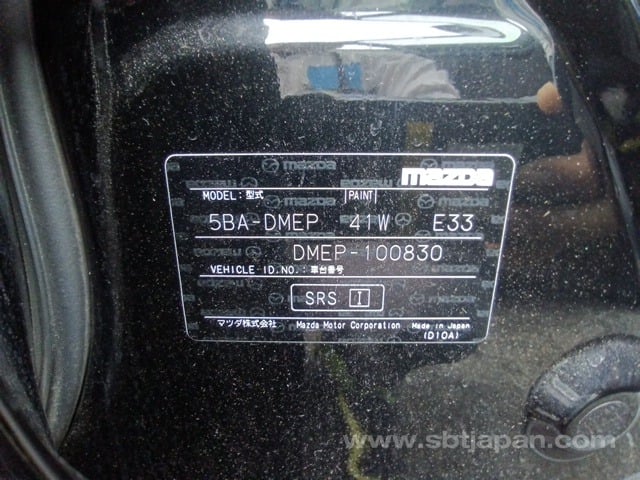 mazda
MODEL: 型式 PAINT
5BA-DMEP 41W E33
DMEP-100830
VEHICLE ID.NO.: 車台番号
SRS I
マツダ株式会社 Mazda Motor Corporation Made in Japan
(D10A)
www.sbtjapan.com